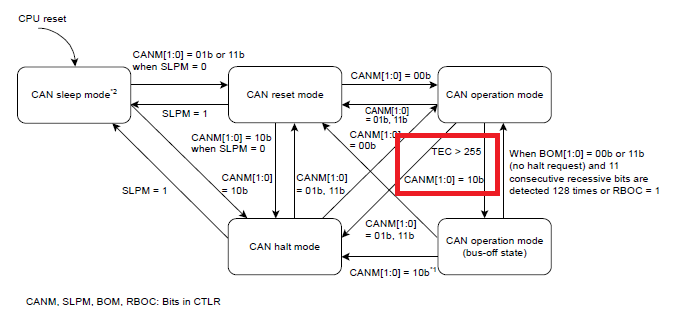 CPU reset
CANM[1:0] = 01b or 11b
when SLPM = 0
CANM[1:0] = 00b
CAN sleep mode*2
CAN reset mode
CAN operation mode
SLPM = 1
CANM[1:0]
= 01b, 11b
CANM[1:0] = 10b
when SLPM = 0
CANM[1:0]
= 00b
TEC > 255
When BOM[1:0] = 00b or 11b
(no halt request) and 11
consecutive recessive bits are
detected 128 times or RBOC = 1
SLPM = 1
CANM[1:0]
= 10b
CANM[1:0]
= 01b, 11b
CANM[1:0] = 10b
CANM[1:0]
= 01b, 11b
CAN halt mode
CAN operation mode
(bus-off state)
CANM[1:0] = 10b*1
CANM, SLPM, BOM, RBOC: Bits in CTLR